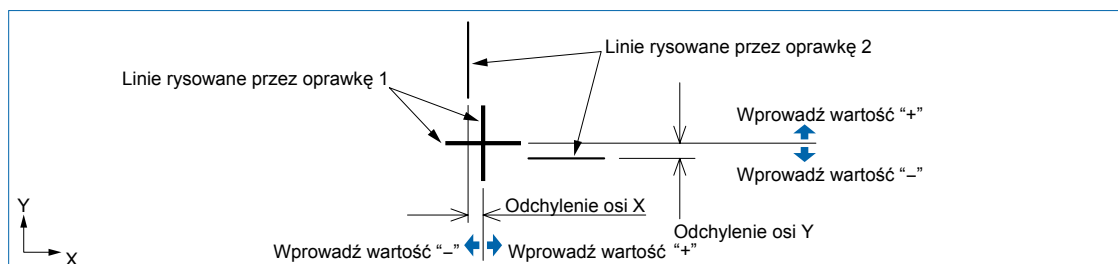 Linie rysowane przez oprawkę 2
Linie rysowane przez oprawkę 1
Wprowadź wartość “+”
Wprowadź wartość “−”
Odchylenie osi X
Odchylenie osi Y
Wprowadź wartość “−”
Wprowadź wartość “+”
Y
X